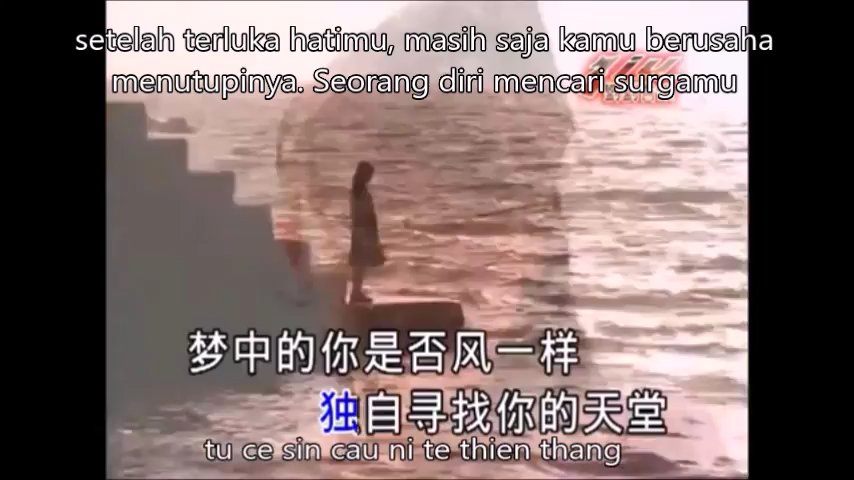 setelah terluka hatimu, masih saja kamu berusaha
menutupinya. Seorang diri mencari surgamu
梦中的你是否风一样
独自寻找你的天堂
tu ce sin cau ni te thien thang